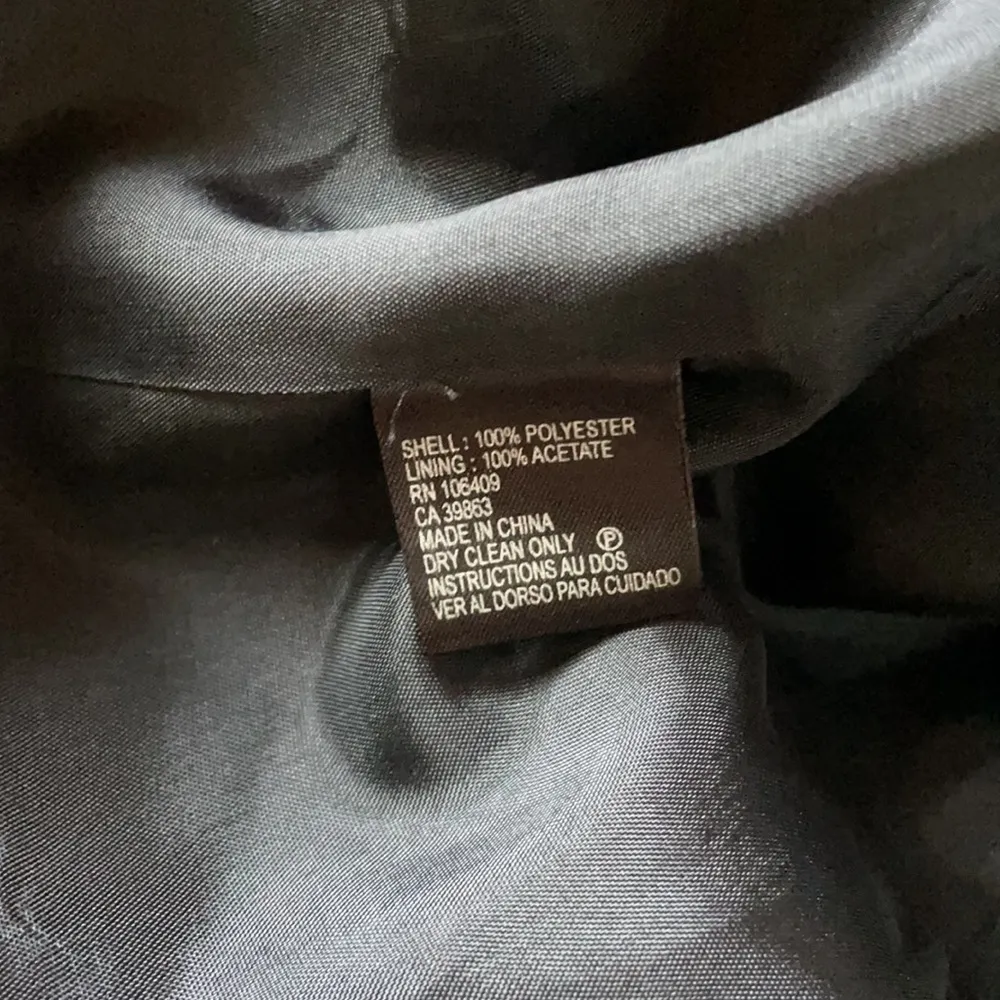 SHELL : 100% POLYESTER
LINING : 100% ACETATE
RN 106409
CA 39863
MADE IN CHINA
DRY CLEAN ONLY Ⓟ
INSTRUCTIONS AU DOS
VER AL DORSO PARA CUIDADO